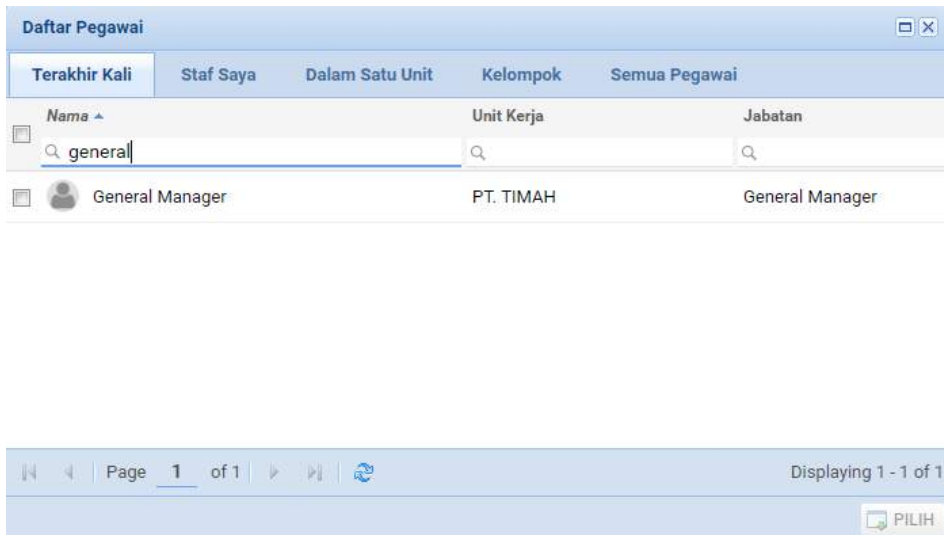 Daftar Pegawai
Terakhir Kali Staf Saya Dalam Satu Unit Kelompok Semua Pegawai
Nama Unit Kerja Jabatan
general
General Manager PT. TIMAH General Manager
Page 1 of 1 Displaying 1 - 1 of 1
PILIH